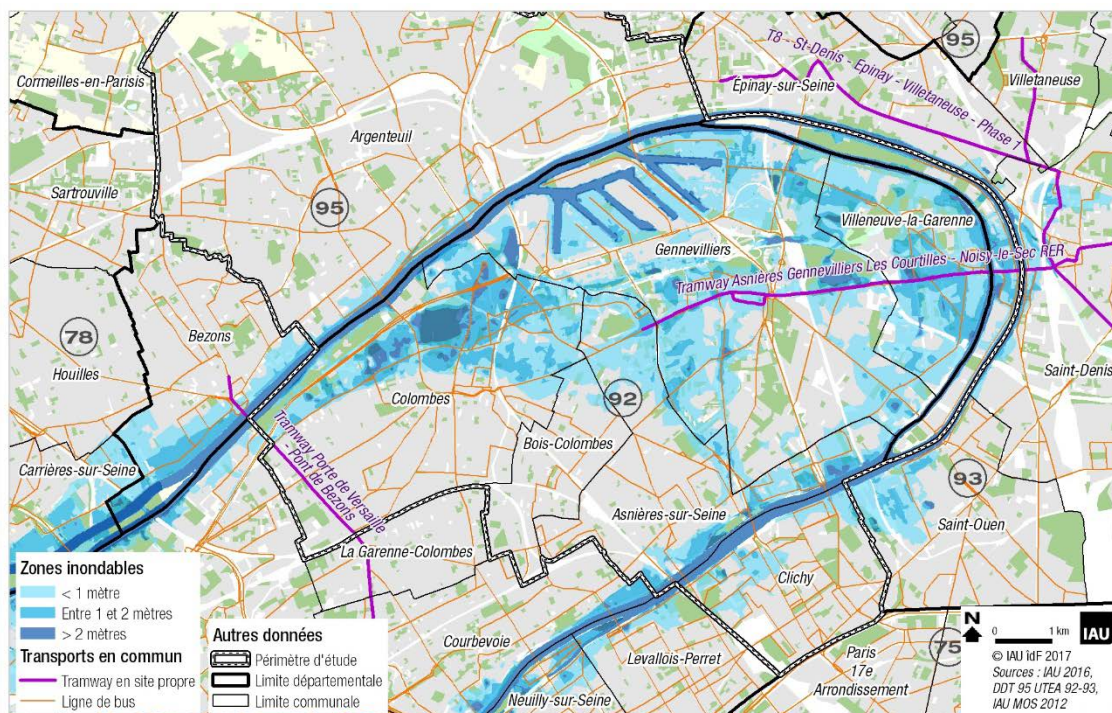 Cormeilles-en-Parisis
95
T8 - St-Denis - Epinay - Villetaneuse - Phase 1
Villetaneuse
Épinay-sur-Seine
Argenteuil
Sartrouville
95
Villeneuve-la-Garenne
Gennevilliers
Tramway Asnières Gennevilliers Les Courtilles - Noisy-le-Sec RER
78
Bezons
Houilles
Saint-Denis
Colombes
92
Tramway Porte de Versaille
- Pont de Bezons
Bois-Colombes
Carrières-sur-Seine
93
Asnières-sur-Seine
Saint-Ouen
La Garenne-Colombes
Clichy
Courbevoie
Levallois-Perret
Paris
17e
Arrondissement
75
Neuilly-sur-Seine
Zones inondables
< 1 mètre
Entre 1 et 2 mètres
> 2 mètres
Transports en commun
Tramway en site propre
Ligne de bus
Autres données
Périmètre d'étude
Limite départementale
Limite communale
N
0 1 km
IAU
© IAU îdF 2017
Sources : IAU 2016,
DDT 95 UTEA 92-93,
IAU MOS 2012